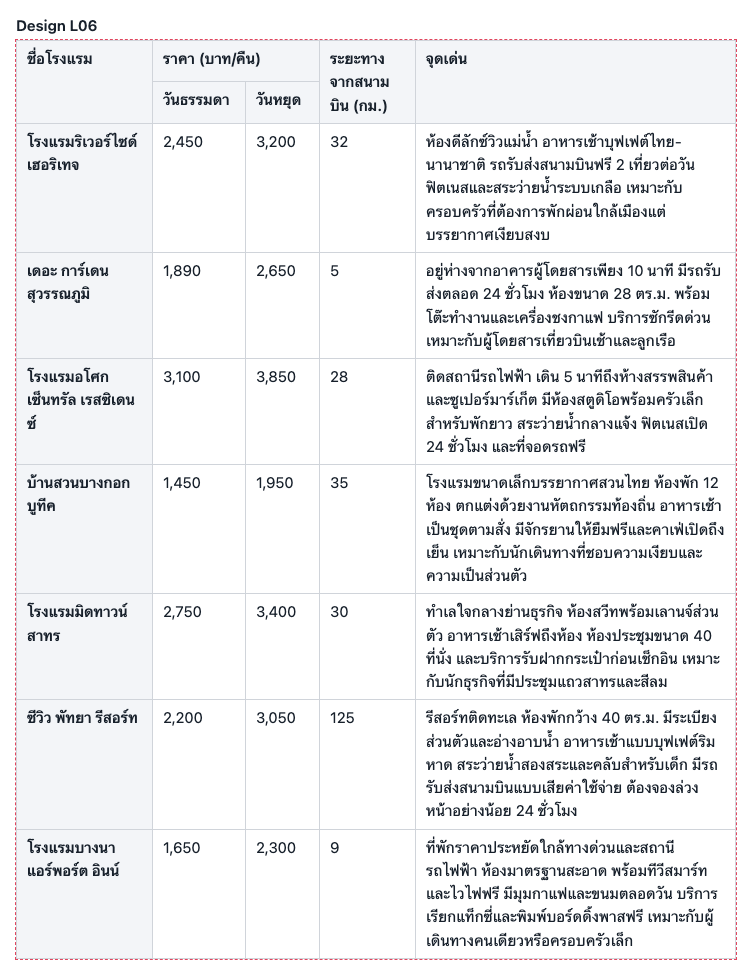 Design L06
ชื่อโรงแรม
ราคา (บาท/คืน)
ระยะทาง
จากสนาม
บิน (กม.)
จุดเด่น
วันธรรมดา
วันหยุด
โรงแรมริเวอร์ไซด์
เฮอริเทจ
2,450
3,200
32
ห้องดีลักซ์วิวแม่น้ำ อาหารเช้าบุฟเฟต์ไทย-
นานาชาติ รถรับส่งสนามบินฟรี 2 เที่ยวต่อวัน
ฟิตเนสและสระว่ายน้ำระบบเกลือ เหมาะกับ
ครอบครัวที่ต้องการพักผ่อนใกล้เมืองแต่
บรรยากาศเงียบสงบ
เดอะ การ์เดน
สุวรรณภูมิ
1,890
2,650
5
อยู่ห่างจากอาคารผู้โดยสารเพียง 10 นาที มีรถรับ
ส่งตลอด 24 ชั่วโมง ห้องขนาด 28 ตร.ม. พร้อม
โต๊ะทำงานและเครื่องชงกาแฟ บริการซักรีดด่วน
เหมาะกับผู้โดยสารเที่ยวบินเช้าและลูกเรือ
โรงแรมอโศก
เซ็นทรัล เรสซิเดน
ซ์
3,100
3,850
28
ติดสถานีรถไฟฟ้า เดิน 5 นาทีถึงห้างสรรพสินค้า
และซูเปอร์มาร์เก็ต มีห้องสตูดิโอพร้อมครัวเล็ก
สำหรับพักยาว สระว่ายน้ำกลางแจ้ง ฟิตเนสเปิด
24 ชั่วโมง และที่จอดรถฟรี
บ้านสวนบางกอก
บูทีค
1,450
1,950
35
โรงแรมขนาดเล็กบรรยากาศสวนไทย ห้องพัก 12
ห้อง ตกแต่งด้วยงานหัตถกรรมท้องถิ่น อาหารเช้า
เป็นชุดตามสั่ง มีจักรยานให้ยืมฟรีและคาเฟ่เปิดถึง
เย็น เหมาะกับนักเดินทางที่ชอบความเงียบและ
ความเป็นส่วนตัว
โรงแรมมิดทาวน์
สาทร
2,750
3,400
30
ทำเลใจกลางย่านธุรกิจ ห้องสวีทพร้อมเลานจ์ส่วน
ตัว อาหารเช้าเสิร์ฟถึงห้อง ห้องประชุมขนาด 40
ที่นั่ง และบริการรับฝากกระเป๋าก่อนเช็กอิน เหมาะ
กับนักธุรกิจที่มีประชุมแถวสาทรและสีลม
ซีวิว พัทยา รีสอร์ท
2,200
3,050
125
รีสอร์ทติดทะเล ห้องพักกว้าง 40 ตร.ม. มีระเบียง
ส่วนตัวและอ่างอาบน้ำ อาหารเช้าแบบบุฟเฟต์ริม
หาด สระว่ายน้ำสองสระและคลับสำหรับเด็ก มีรถ
รับส่งสนามบินแบบเสียค่าใช้จ่าย ต้องจองล่วง
หน้าอย่างน้อย 24 ชั่วโมง
โรงแรมบางนา
แอร์พอร์ต อินน์
1,650
2,300
9
ที่พักราคาประหยัดใกล้ทางด่วนและสถานี
รถไฟฟ้า ห้องมาตรฐานสะอาด พร้อมทีวีสมาร์ท
และไวไฟฟรี มีมุมกาแฟและขนมตลอดวัน บริการ
เรียกแท็กซี่และพิมพ์บอร์ดดิ้งพาสฟรี เหมาะกับผู้
เดินทางคนเดียวหรือครอบครัวเล็ก